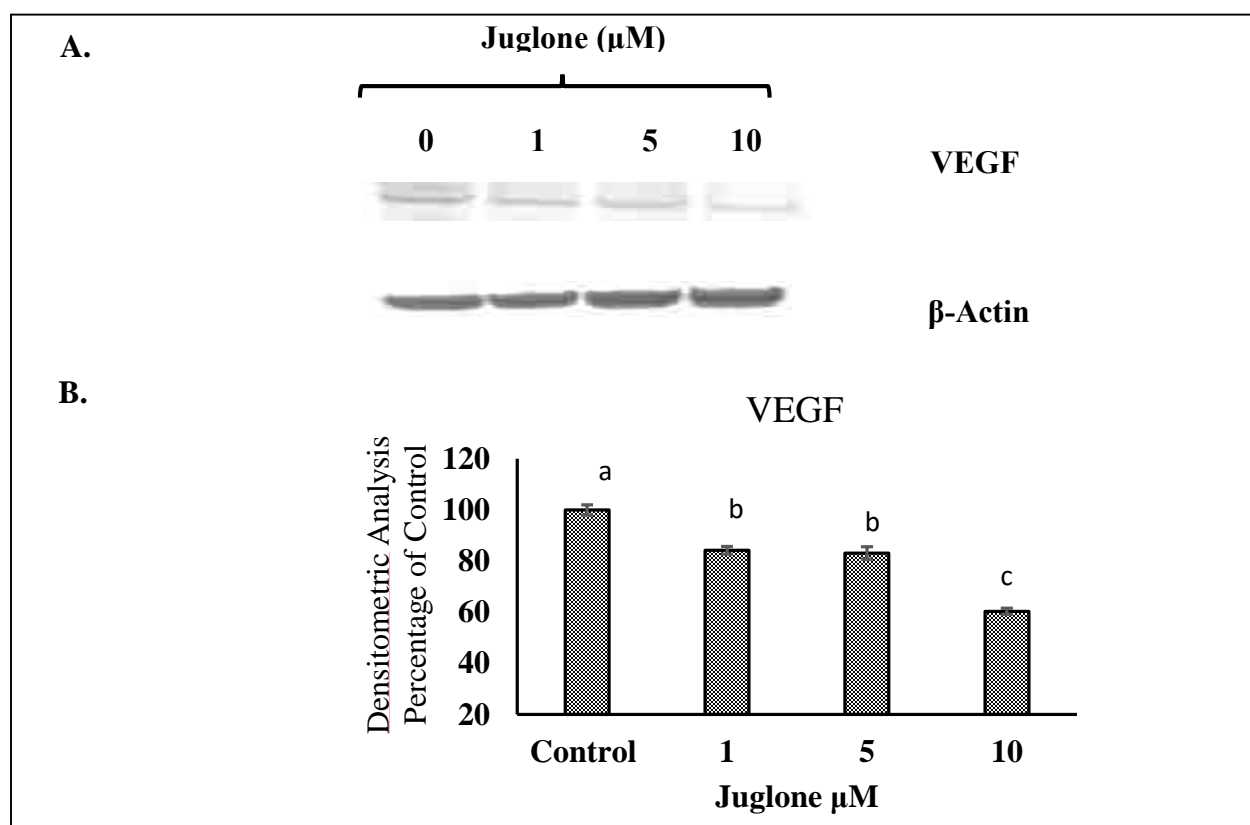 A.
Juglone (μM)
0 1 5 10
VEGF
β-Actin
B.
VEGF
Densitometric Analysis
Percentage of Control
120
100
80
60
40
20
a
b
b
c
Control 1 5 10
Juglone μM